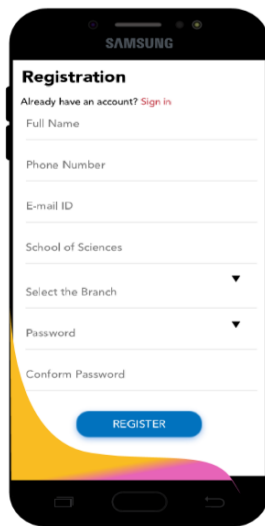 SAMSUNG
Registration
Already have an account? Sign in
Full Name
Phone Number
E-mail ID
School of Sciences
Select the Branch
Password
Conform Password
REGISTER